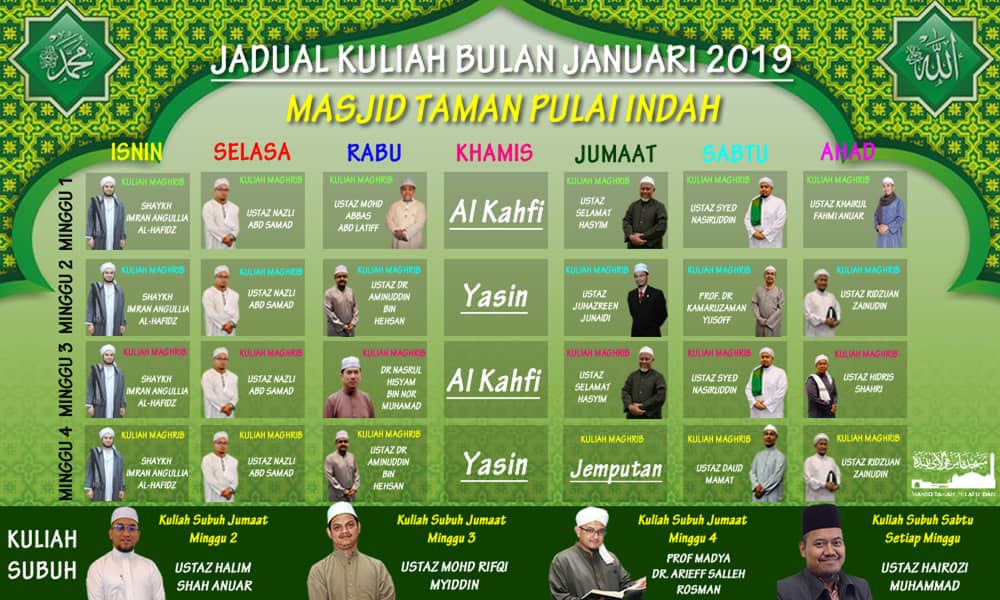 محمد
الله
JADUAL KULIAH BULAN JANUARI 2019
MASJID TAMAN PULAI INDAH
ISNIN SELASA RABU KHAMIS JUMAAT SABTU AHAD
MINGGU 1
KULIAH MAGHRIB
SHAYKH
IMRAN ANGULLIA
AL-HAFIDZ
KULIAH MAGHRIB
USTAZ NAZLI
ABD SAMAD
KULIAH MAGHRIB
USTAZ MOHD
ABBAS
ABD LATIFF
Al Kahfi
KULIAH MAGHRIB
USTAZ
SELAMAT
HASYIM
KULIAH MAGHRIB
USTAZ SYED
NASIRUDDIN
KULIAH MAGHRIB
USTAZ KHAIRUL
FAHMI ANUAR
MINGGU 2
KULIAH MAGHRIB
SHAYKH
IMRAN ANGULLIA
AL-HAFIDZ
KULIAH MAGHRIB
USTAZ NAZLI
ABD SAMAD
KULIAH MAGHRIB
USTAZ DR
AMINUDDIN
BIN
HEHSAN
Yasin
KULIAH MAGHRIB
USTAZ
JUHAZREEN
JUNAIDI
KULIAH MAGHRIB
PROF. DR
KAMARUZAMAN
YUSOFF
KULIAH MAGHRIB
USTAZ RIDZUAN
ZAINUDIN
MINGGU 3
KULIAH MAGHRIB
SHAYKH
IMRAN ANGULLIA
AL-HAFIDZ
KULIAH MAGHRIB
USTAZ NAZLI
ABD SAMAD
KULIAH MAGHRIB
DR NASRUL
HISYAM
BIN NOR
MUHAMAD
Al Kahfi
KULIAH MAGHRIB
USTAZ
SELAMAT
HASYIM
KULIAH MAGHRIB
USTAZ SYED
NASIRUDDIN
KULIAH MAGHRIB
USTAZ HIDRIS
SHAHRI
MINGGU 4
KULIAH MAGHRIB
SHAYKH
IMRAN ANGULLIA
AL-HAFIDZ
KULIAH MAGHRIB
USTAZ NAZLI
ABD SAMAD
KULIAH MAGHRIB
USTAZ DR
AMINUDDIN
BIN
HEHSAN
Yasin
KULIAH MAGHRIB
Jemputan
KULIAH MAGHRIB
USTAZ DAUD
MAMAT
KULIAH MAGHRIB
USTAZ RIDZUAN
ZAINUDIN
MASJID TAMAN PULAI INDAH
KULIAH
SUBUH
Kuliah Subuh Jumaat
Minggu 2
USTAZ HALIM
SHAH ANUAR
Kuliah Subuh Jumaat
Minggu 3
USTAZ MOHD RIFQI
MYIDDIN
Kuliah Subuh Jumaat
Minggu 4
PROF MADYA
DR. ARIEFF SALLEH
ROSMAN
Kuliah Subuh Sabtu
Setiap Minggu
USTAZ HAIROZI
MUHAMMAD